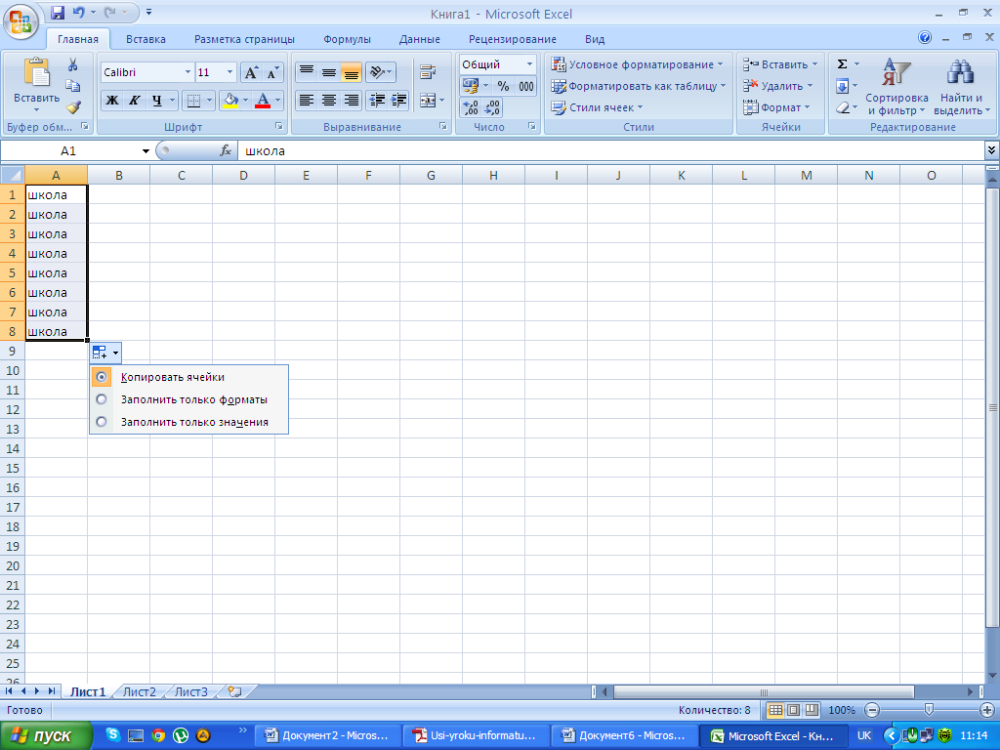 Книга1 - Microsoft Excel
Главная Вставка Разметка страницы Формулы Данные Рецензирование Вид
Вставить
Буфер обм...
Calibri 11
Ж К Ч
Шрифт
Выравнивание
Общий
% 000
Число
Условное форматирование
Форматировать как таблицу
Стили ячеек
Стили
Вставить
Удалить
Формат
Ячейки
Σ
Сортировка и фильтр
Найти и выделить
Редактирование
A1 fx школа
A B C D E F G H I J K L M N O
1 школа
2 школа
3 школа
4 школа
5 школа
6 школа
7 школа
8 школа
9
10 Копировать ячейки
11 Заполнить только форматы
12
13 Заполнить только значения
14
15
16
17
18
19
20
21
22
23
24
25
26
Лист1 Лист2 Лист3
Готово Количество: 8 100%
пуск Документ2 - Micros... Usi-yroku-informatu... Документ6 - Micros... Microsoft Excel - Кн... UK 11:14